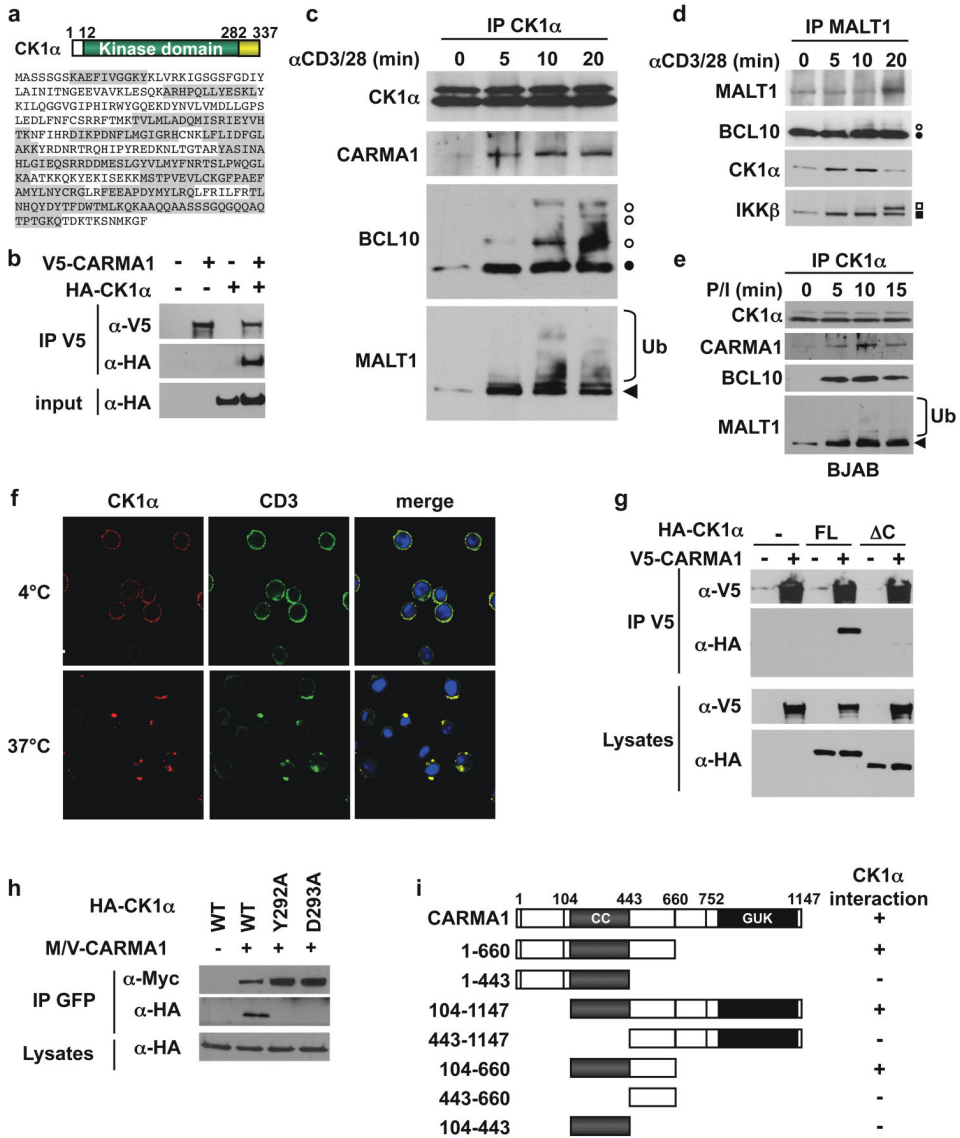 a
1 12 282 337
CK1α Kinase domain
MASSSGSKAEFIVGGKYKLVRKIGSGSFGDIY
LAINITNGEEVAVKLESQKARHPQLLYESKLY
KILQGGVGIPHIRWYGQEKDYNVLVMDLLGPS
LEDLFNFCSRRFTMKTVLMLADQMISRIEYVH
TKNFIHRDIKPDNFLMGIGRHCNKLFLIDFGLA
KKYRDNRTRQHIPYREDKNLTGTARYASINA
HLGIEQSRRDDMESLGYVLMYFNRTSLPWQGL
KAATKKQKYEKISEKKMSTPVEVLCKGFPAEF
AMYLNYCRGLRFEEAPDYMYLRQLFRILFRTL
NHQYDYTFDWTMLKQKAAQQAASSSGQGQQAQ
TPTGKQTDKTKSNMKGF
b
V5-CARMA1 - + - +
HA-CK1α - - + +
IP V5
α-V5
α-HA
input
α-HA
c
IP CK1α
αCD3/28 (min) 0 5 10 20
CK1α
CARMA1
BCL10
MALT1
Ub
d
IP MALT1
αCD3/28 (min) 0 5 10 20
MALT1
BCL10
CK1α
IKKβ
e
IP CK1α
P/I (min) 0 5 10 15
CK1α
CARMA1
BCL10
MALT1
Ub
BJAB
f
CK1α CD3 merge
4°C
37°C
g
HA-CK1α - FL ΔC
V5-CARMA1 - + - + - +
IP V5
α-V5
α-HA
Lysates
α-V5
α-HA
h
HA-CK1α WT WT Y292A D293A
M/V-CARMA1 - + + +
IP GFP
α-Myc
α-HA
Lysates
α-HA
i
CK1α
interaction
1 104 443 660 752 1147
CARMA1 CC GUK +
1-660 +
1-443 -
104-1147 +
443-1147 -
104-660 +
443-660 -
104-443 -